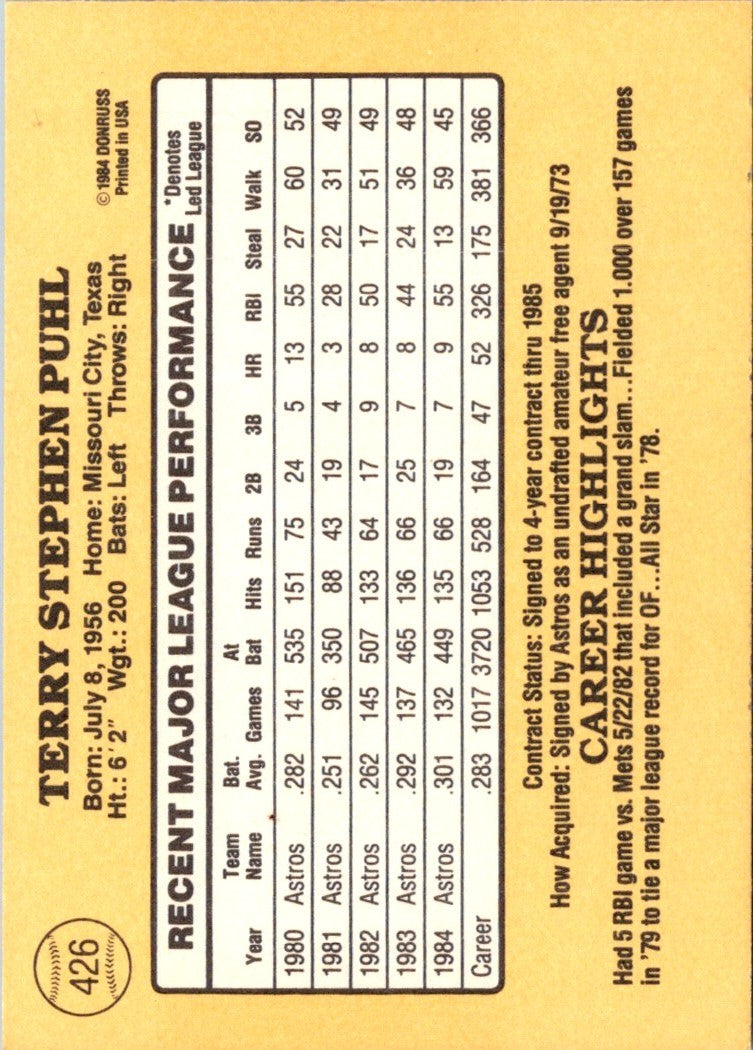 426
TERRY STEPHEN PUHL
©1984 DONRUSS
Printed in USA
Born: July 8, 1956 Home: Missouri City, Texas
Ht.: 6'2" Wgt.: 200 Bats: Left Throws: Right
RECENT MAJOR LEAGUE PERFORMANCE *Denotes Led League
Year Team Name Bat. Avg. Games At Bat Hits Runs 2B 3B HR RBI Steal Walk SO
1980 Astros .282 141 535 151 75 24 5 13 55 27 60 52
1981 Astros .251 96 350 88 43 19 4 3 28 22 31 49
1982 Astros .262 145 507 133 64 17 9 8 50 17 51 49
1983 Astros .292 137 465 136 66 25 7 8 44 24 36 48
1984 Astros .301 132 449 135 66 19 7 9 55 13 59 45
Career .283 1017 3720 1053 528 164 47 52 326 175 381 366
Contract Status: Signed to 4-year contract thru 1985
How Acquired: Signed by Astros as an undrafted amateur free agent 9/19/73
CAREER HIGHLIGHTS
Had 5 RBI game vs. Mets 5/22/82 that included a grand slam...Fielded 1.000 over 157 games
in '79 to tie a major league record for OF...All Star in '78.